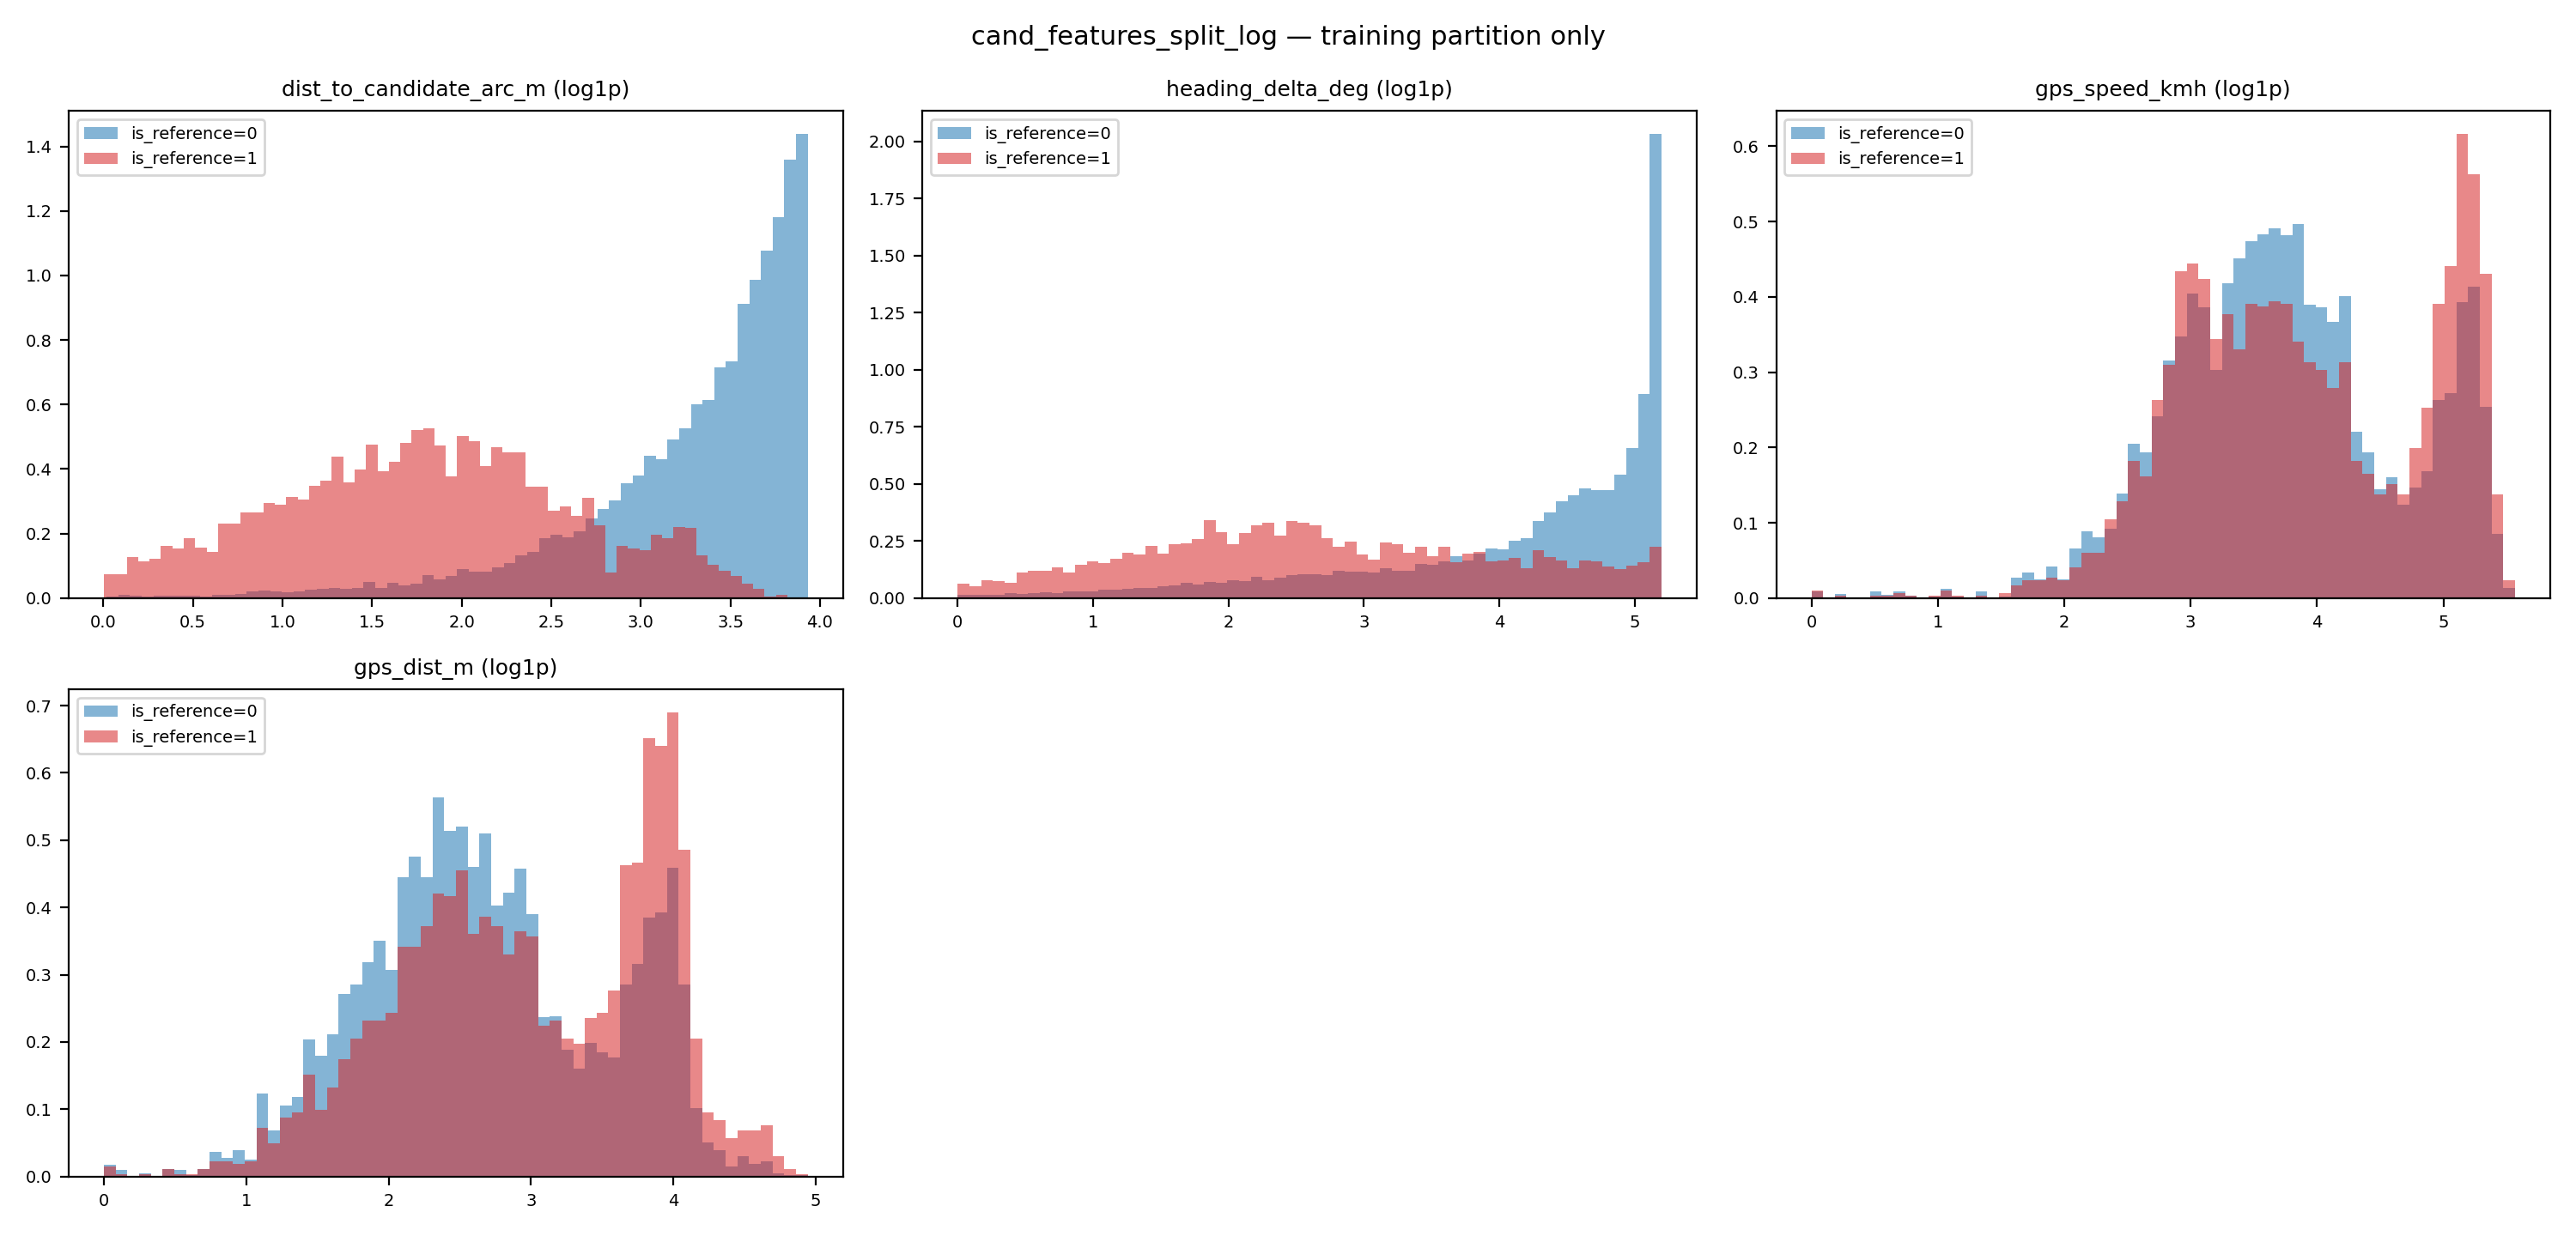 cand_features_split_log — training partition only
dist_to_candidate_arc_m (log1p)
is_reference=0
is_reference=1
1.4
1.2
1.0
0.8
0.6
0.4
0.2
0.0
0.0 0.5 1.0 1.5 2.0 2.5 3.0 3.5 4.0
heading_delta_deg (log1p)
is_reference=0
is_reference=1
2.00
1.75
1.50
1.25
1.00
0.75
0.50
0.25
0.00
0 1 2 3 4 5
gps_speed_kmh (log1p)
is_reference=0
is_reference=1
0.6
0.5
0.4
0.3
0.2
0.1
0.0
0 1 2 3 4 5
gps_dist_m (log1p)
is_reference=0
is_reference=1
0.7
0.6
0.5
0.4
0.3
0.2
0.1
0.0
0 1 2 3 4 5